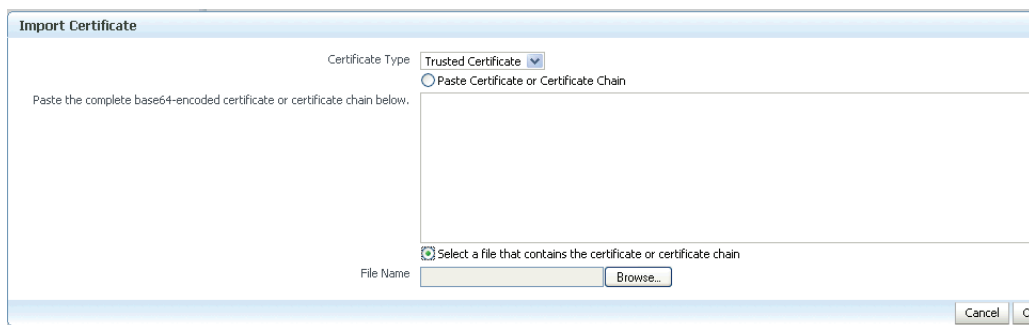 Import Certificate
Certificate Type Trusted Certificate
Paste Certificate or Certificate Chain
Paste the complete base64-encoded certificate or certificate chain below.
Select a file that contains the certificate or certificate chain
File Name Browse...
Cancel